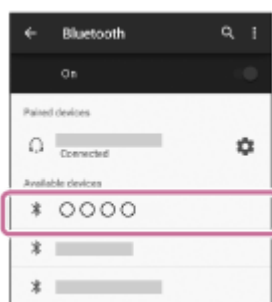 Bluetooth
On
Paired devices
Connected
Available devices
○○○○